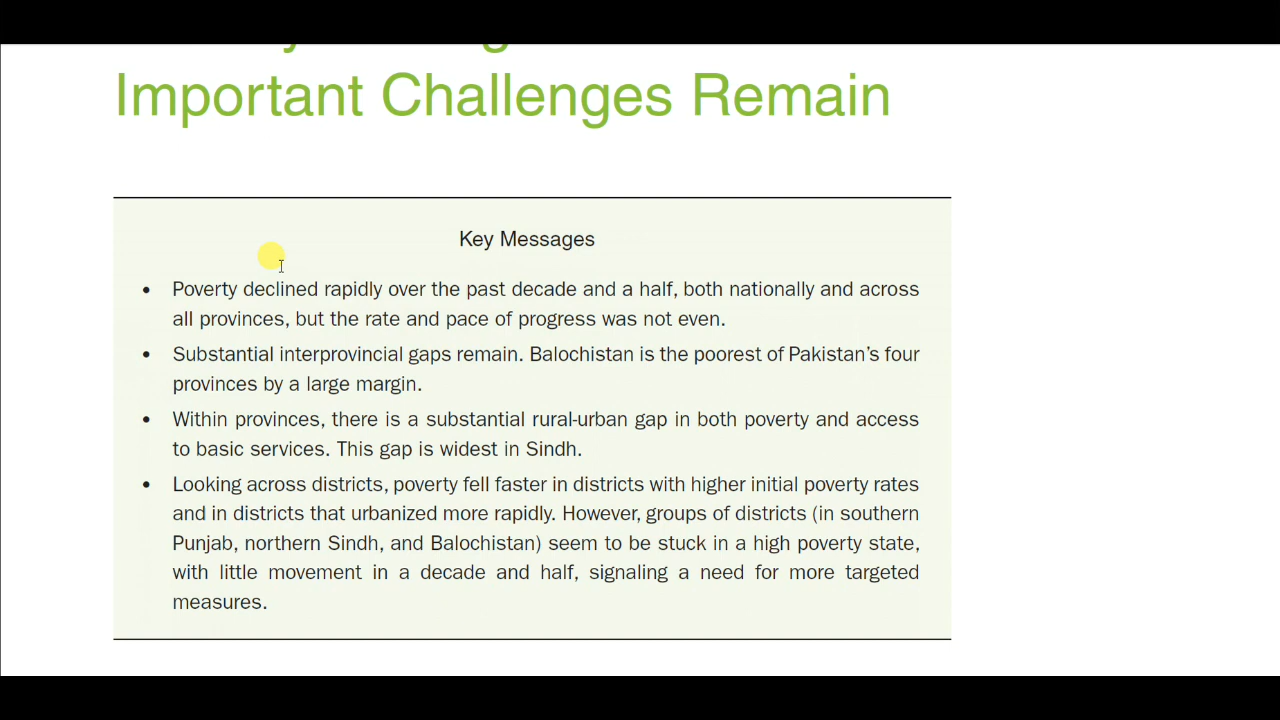 Important Challenges Remain
Key Messages
• Poverty declined rapidly over the past decade and a half, both nationally and across
all provinces, but the rate and pace of progress was not even.
• Substantial interprovincial gaps remain. Balochistan is the poorest of Pakistan’s four
provinces by a large margin.
• Within provinces, there is a substantial rural-urban gap in both poverty and access
to basic services. This gap is widest in Sindh.
• Looking across districts, poverty fell faster in districts with higher initial poverty rates
and in districts that urbanized more rapidly. However, groups of districts (in southern
Punjab, northern Sindh, and Balochistan) seem to be stuck in a high poverty state,
with little movement in a decade and half, signaling a need for more targeted
measures.